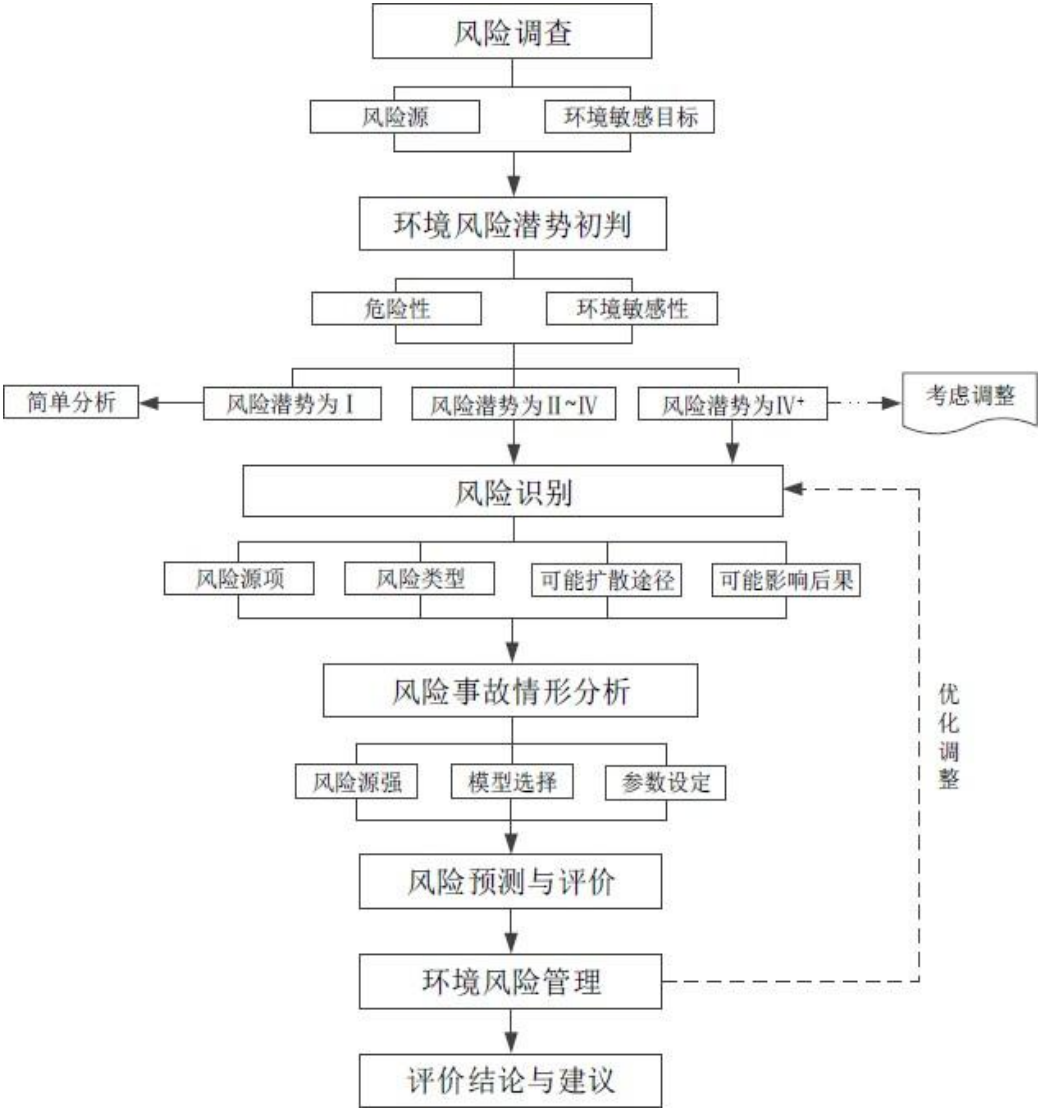 风险调查
风险源
环境敏感目标
环境风险潜势初判
危险性
环境敏感性
简单分析
风险潜势为Ⅰ
风险潜势为Ⅱ~Ⅳ
风险潜势为Ⅳ⁺
考虑调整
风险识别
风险源项
风险类型
可能扩散途径
可能影响后果
风险事故情形分析
优化调整
风险源强
模型选择
参数设定
风险预测与评价
环境风险管理
评价结论与建议